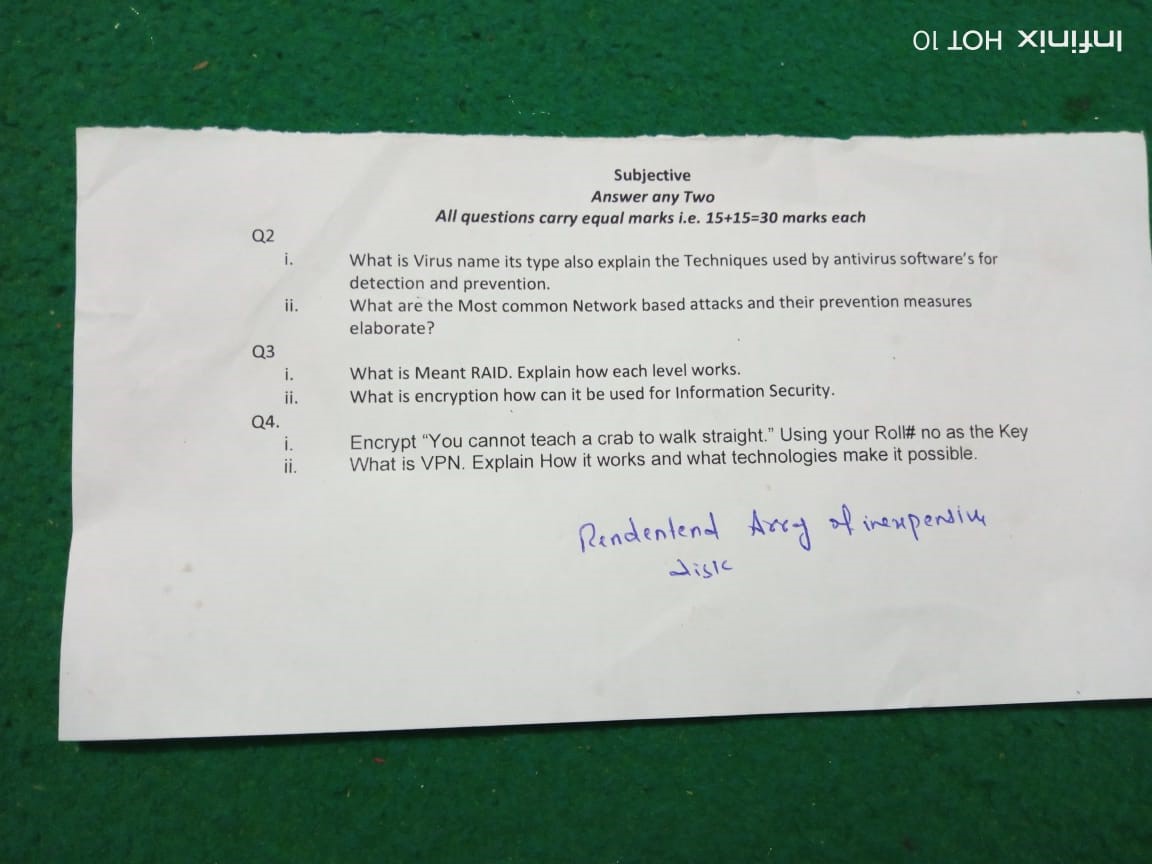 Infinix HOT 10
Subjective
Answer any Two
All questions carry equal marks i.e. 15+15=30 marks each
Q2
i. What is Virus name its type also explain the Techniques used by antivirus software's for
detection and prevention.
ii. What are the Most common Network based attacks and their prevention measures
elaborate?
Q3
i. What is Meant RAID. Explain how each level works.
ii. What is encryption how can it be used for Information Security.
Q4.
i. Encrypt “You cannot teach a crab to walk straight.” Using your Roll# no as the Key
ii. What is VPN. Explain How it works and what technologies make it possible.
Rendentend Arry of inexpensive
disk